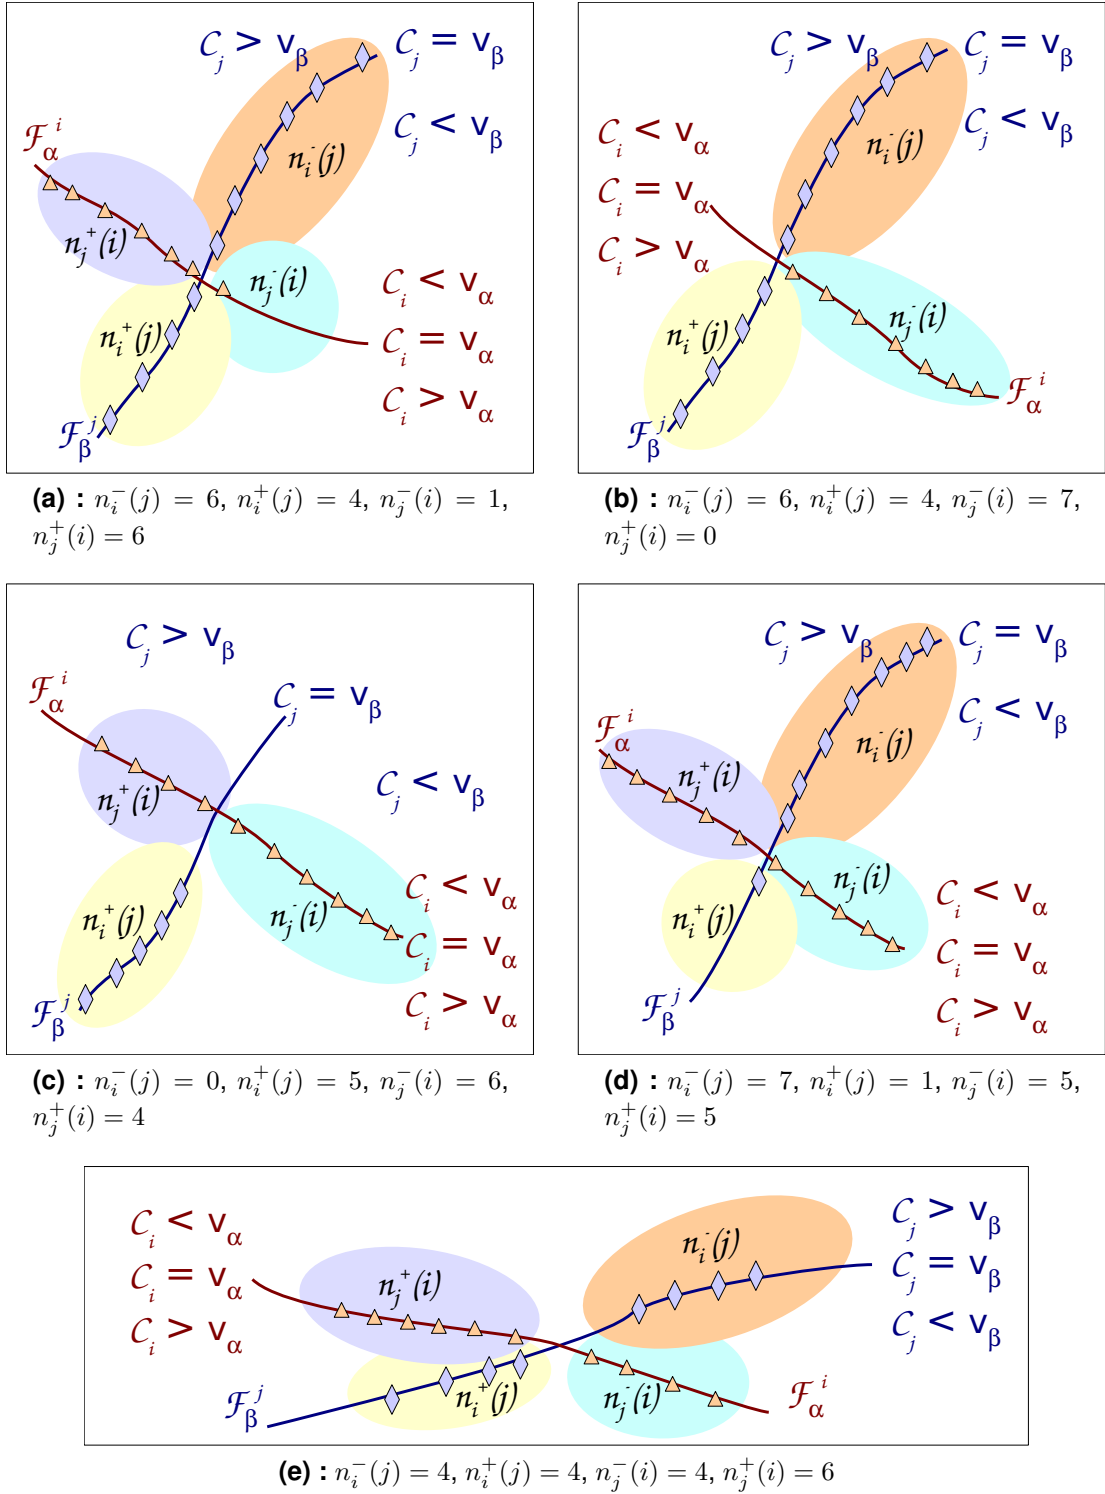 C_j > v_β   C_j = v_β
C_j < v_β
F_α^i
n_i^-(j)
n_j^+(i)
n_j^-(i)
C_i < v_α
n_i^+(j)
C_i = v_α
C_i > v_α
F_β^j
(a) : n_i^-(j) = 6, n_i^+(j) = 4, n_j^-(i) = 1,
n_j^+(i) = 6
C_j > v_β   C_j = v_β
C_i < v_α
C_j < v_β
n_i^-(j)
C_i = v_α
C_i > v_α
n_i^+(j)
n_j^-(i)
F_α^i
F_β^j
(b) : n_i^-(j) = 6, n_i^+(j) = 4, n_j^-(i) = 7,
n_j^+(i) = 0
C_j > v_β
F_α^i
C_j = v_β
C_j < v_β
n_j^+(i)
C_i < v_α
n_i^+(j)
n_j^-(i)
C_i = v_α
C_i > v_α
F_β^j
(c) : n_i^-(j) = 0, n_i^+(j) = 5, n_j^-(i) = 6,
n_j^+(i) = 4
C_j > v_β   C_j = v_β
C_j < v_β
F_α^i
n_i^-(j)
n_j^+(i)
n_j^-(i)
C_i < v_α
n_i^+(j)
C_i = v_α
F_β^j
C_i > v_α
(d) : n_i^-(j) = 7, n_i^+(j) = 1, n_j^-(i) = 5,
n_j^+(i) = 5
C_i < v_α
C_j > v_β
n_i^-(j)
C_i = v_α
n_j^+(i)
C_j = v_β
C_i > v_α
C_j < v_β
F_β^j
n_i^+(j)
n_j^-(i)
F_α^i
(e) : n_i^-(j) = 4, n_i^+(j) = 4, n_j^-(i) = 4, n_j^+(i) = 6